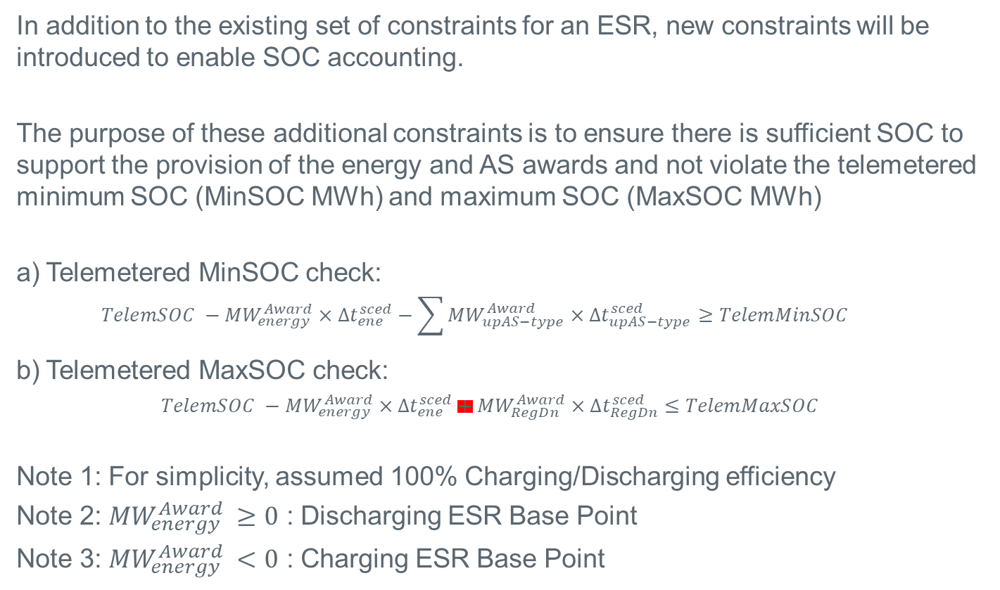 In addition to the existing set of constraints for an ESR, new constraints will be
introduced to enable SOC accounting.
The purpose of these additional constraints is to ensure there is sufficient SOC to
support the provision of the energy and AS awards and not violate the telemetered
minimum SOC (MinSOC MWh) and maximum SOC (MaxSOC MWh)
a) Telemetered MinSOC check:
$TelemSOC - MW_{energy}^{Award} \times \Delta t_{ene}^{sced} - \sum MW_{upAS-type}^{Award} \times \Delta t_{upAS-type}^{sced} \geq TelemMinSOC$
b) Telemetered MaxSOC check:
$TelemSOC - MW_{energy}^{Award} \times \Delta t_{ene}^{sced} + MW_{RegDn}^{Award} \times \Delta t_{RegDn}^{sced} \leq TelemMaxSOC$
Note 1: For simplicity, assumed 100% Charging/Discharging efficiency
Note 2: $MW_{energy}^{Award} \geq 0$ : Discharging ESR Base Point
Note 3: $MW_{energy}^{Award} < 0$ : Charging ESR Base Point